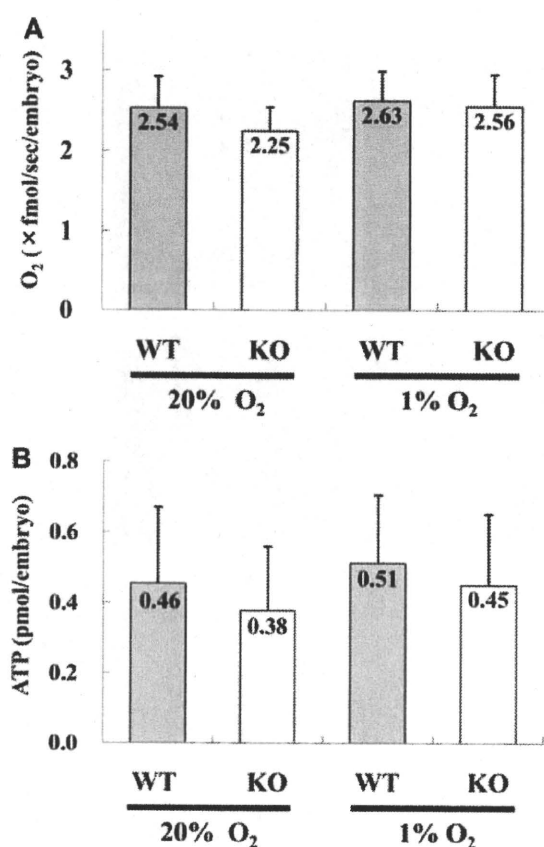 A
O₂ (× fmol/sec/embryo)
3
2
1
0
2.54
2.25
2.63
2.56
WT KO WT KO
20% O₂ 1% O₂
B
ATP (pmol/embryo)
0.8
0.6
0.4
0.2
0.0
0.46
0.38
0.51
0.45
WT KO WT KO
20% O₂ 1% O₂